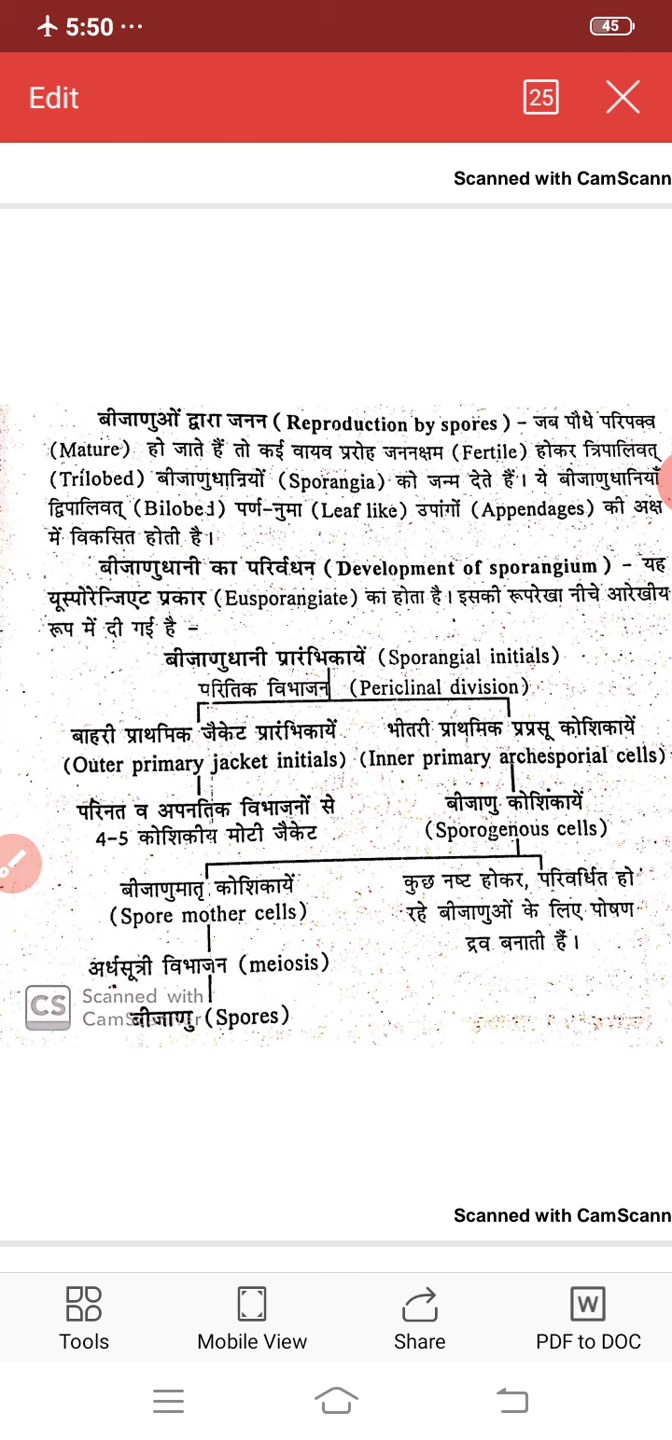 5:50 ...
45
Edit
25
Scanned with CamScann
बीजाणुओं द्वारा जनन (Reproduction by spores) – जब पौधे परिपक्व
(Mature) हो जाते हैं तो कई वायव प्ररोह जननक्षम (Fertile) होकर त्रिपालिवत्
(Trilobed) बीजाणुधानियों (Sporangia) को जन्म देते हैं। ये बीजाणुधानियाँ
द्विपालिवत् (Bilobed) पर्ण-नुमा (Leaf like) उपांगों (Appendages) की अक्ष
में विकसित होती है।
बीजाणुधानी का परिवर्धन (Development of sporangium) – यह
यूस्पोरेन्जिएट प्रकार (Eusporangiate) का होता है। इसकी रूपरेखा नीचे आरेखीय
रूप में दी गई है –
बीजाणुधानी प्रारंभिकायें (Sporangial initials)
परितिक विभाजन (Periclinal division)
बाहरी प्राथमिक जैकेट प्रारंभिकायें भीतरी प्राथमिक प्रप्रसू कोशिकायें
(Outer primary jacket initials) (Inner primary archesporial cells)
परिनत व अपनतिक विभाजनों से बीजाणु कोशिकायें
4-5 कोशिकीय मोटी जैकेट (Sporogenous cells)
बीजाणुमातृ कोशिकायें कुछ नष्ट होकर, परिवर्धित हो
(Spore mother cells) रहे बीजाणुओं के लिए पोषण
द्रव बनाती हैं।
अर्धसूत्री विभाजन (meiosis)
CS Scanned with
CamScanner
बीजाणु (Spores)
Scanned with CamScann
Tools Mobile View Share W PDF to DOC